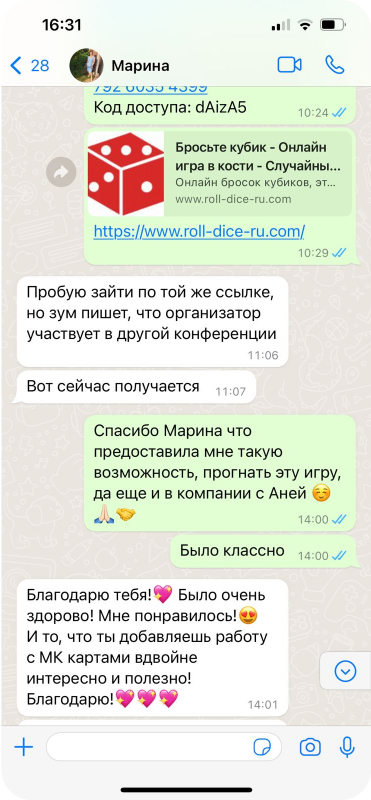 16:31
28
Марина
792 6035 4399
Код доступа: dAizA5
10:24
Бросьте кубик - Онлайн
игра в кости - Случайны...
Онлайн бросок кубиков, эт...
www.roll-dice-ru.com
https://www.roll-dice-ru.com/
10:29
Пробую зайти по той же ссылке,
но зум пишет, что организатор
участвует в другой конференции
11:06
Вот сейчас получается
11:07
Спасибо Марина что
предоставила мне такую
возможность, прогнать эту игру,
да еще и в компании с Аней ☺️
🙏🏻🤝
14:00
Было классно
14:00
Благодарю тебя!💖 Было очень
здорово! Мне понравилось!😍
И то, что ты добавляешь работу
с МК картами вдвойне
интересно и полезно!
Благодарю!💖💖💖
14:01